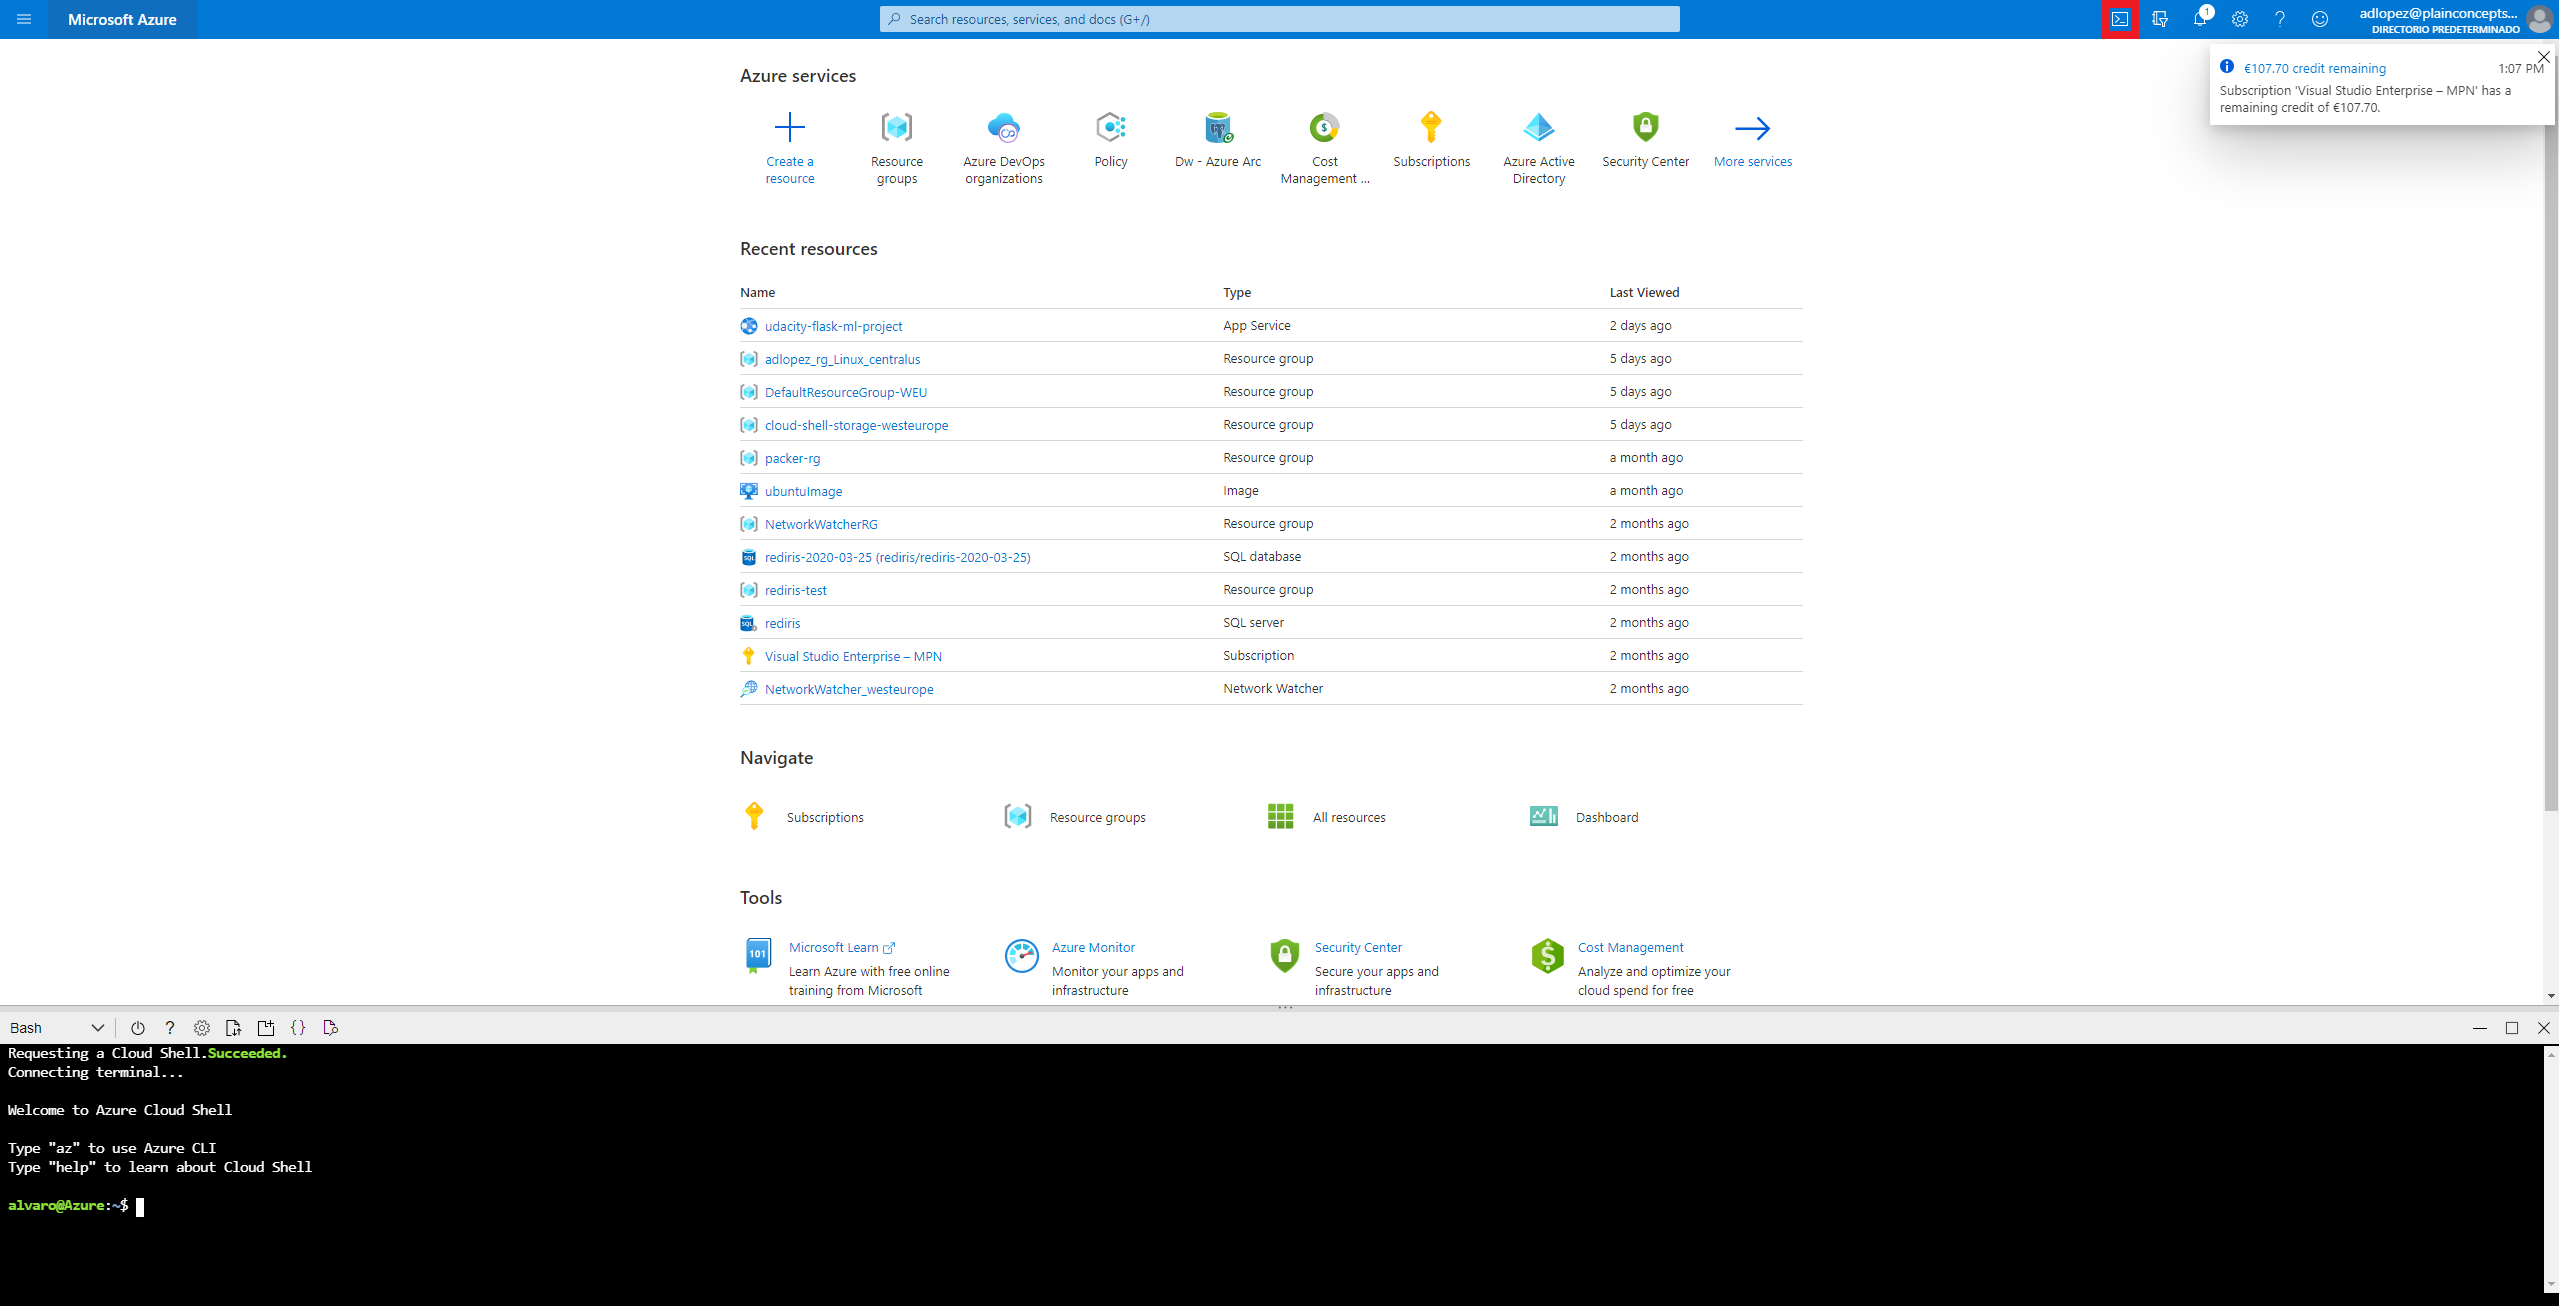 Microsoft Azure
Search resources, services, and docs (G+/)
1
adlopez@plainconcepts...
DIRECTORIO PREDETERMINADO
€107.70 credit remaining
1:07 PM
Subscription 'Visual Studio Enterprise – MPN' has a
remaining credit of €107.70.
Azure services
Create a
resource
Resource
groups
Azure DevOps
organizations
Policy
Dw - Azure Arc
Cost
Management ...
Subscriptions
Azure Active
Directory
Security Center
More services
Recent resources
Name Type Last Viewed
udacity-flask-ml-project App Service 2 days ago
adlopez_rg_Linux_centralus Resource group 5 days ago
DefaultResourceGroup-WEU Resource group 5 days ago
cloud-shell-storage-westeurope Resource group 5 days ago
packer-rg Resource group a month ago
ubuntuImage Image a month ago
NetworkWatcherRG Resource group 2 months ago
SQL rediris-2020-03-25 (rediris/rediris-2020-03-25) SQL database 2 months ago
rediris-test Resource group 2 months ago
SQL rediris SQL server 2 months ago
Visual Studio Enterprise – MPN Subscription 2 months ago
NetworkWatcher_westeurope Network Watcher 2 months ago
Navigate
Subscriptions Resource groups All resources Dashboard
Tools
101
Microsoft Learn
Learn Azure with free online
training from Microsoft
Azure Monitor
Monitor your apps and
infrastructure
Security Center
Secure your apps and
infrastructure
Cost Management
Analyze and optimize your
cloud spend for free
Bash
Requesting a Cloud Shell.Succeeded.
Connecting terminal...
Welcome to Azure Cloud Shell
Type "az" to use Azure CLI
Type "help" to learn about Cloud Shell
alvaro@Azure:~$